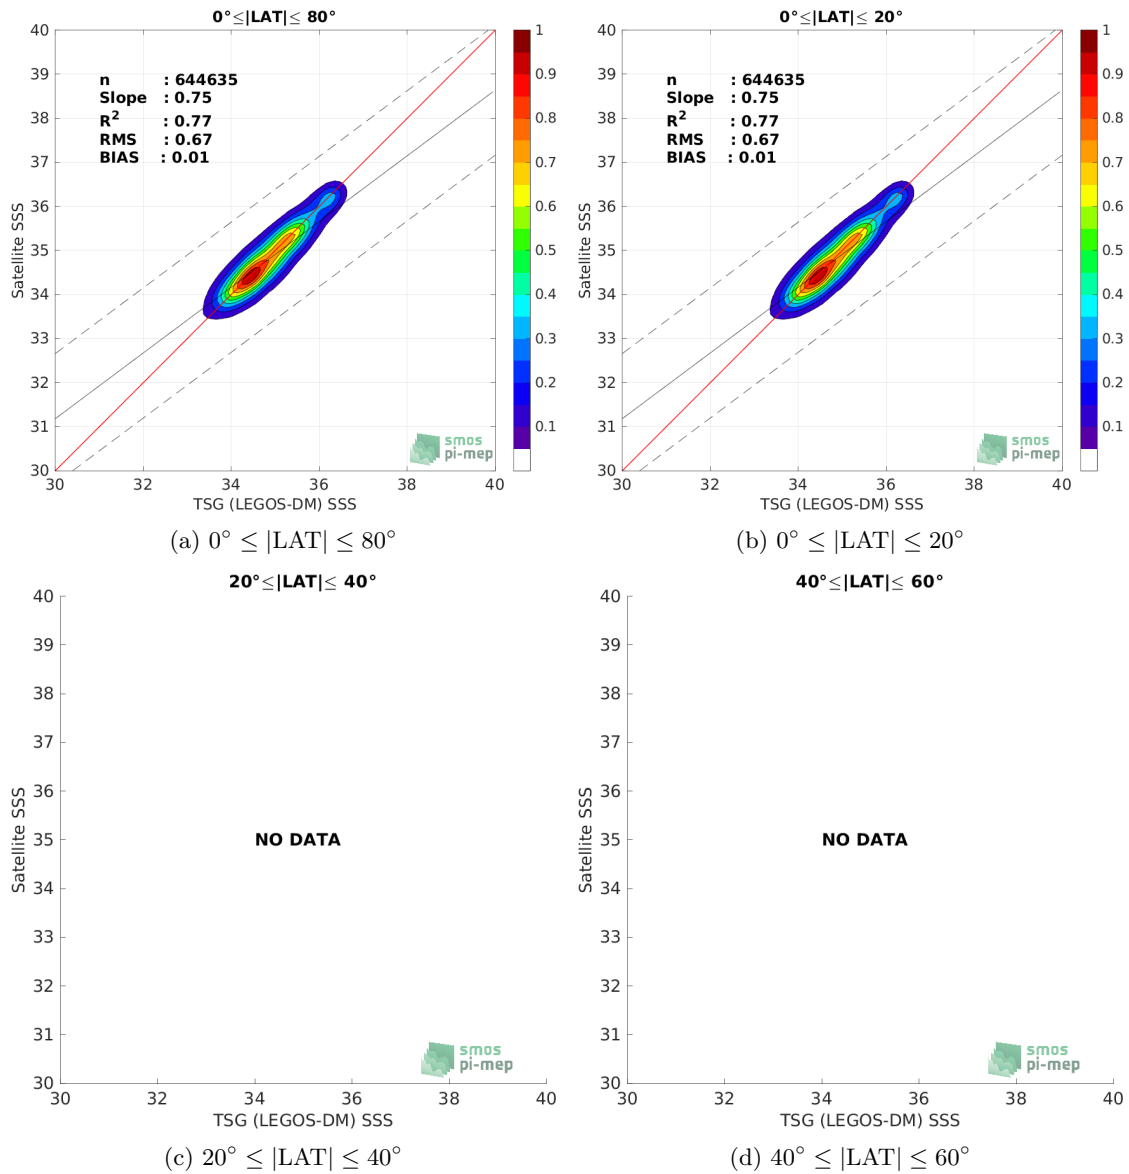 0°≤|LAT|≤ 80°
40
39
38
37
36
35
34
33
32
31
30
Satellite SSS
n : 644635
Slope : 0.75
R² : 0.77
RMS : 0.67
BIAS : 0.01
smos
pi-mep
30 32 34 36 38 40
TSG (LEGOS-DM) SSS
1
0.9
0.8
0.7
0.6
0.5
0.4
0.3
0.2
0.1
(a) 0° ≤ |LAT| ≤ 80°
0°≤|LAT|≤ 20°
40
39
38
37
36
35
34
33
32
31
30
Satellite SSS
n : 644635
Slope : 0.75
R² : 0.77
RMS : 0.67
BIAS : 0.01
smos
pi-mep
30 32 34 36 38 40
TSG (LEGOS-DM) SSS
1
0.9
0.8
0.7
0.6
0.5
0.4
0.3
0.2
0.1
(b) 0° ≤ |LAT| ≤ 20°
20°≤|LAT|≤ 40°
40
39
38
37
36
35
34
33
32
31
30
Satellite SSS
NO DATA
smos
pi-mep
30 32 34 36 38 40
TSG (LEGOS-DM) SSS
(c) 20° ≤ |LAT| ≤ 40°
40°≤|LAT|≤ 60°
40
39
38
37
36
35
34
33
32
31
30
Satellite SSS
NO DATA
smos
pi-mep
30 32 34 36 38 40
TSG (LEGOS-DM) SSS
(d) 40° ≤ |LAT| ≤ 60°